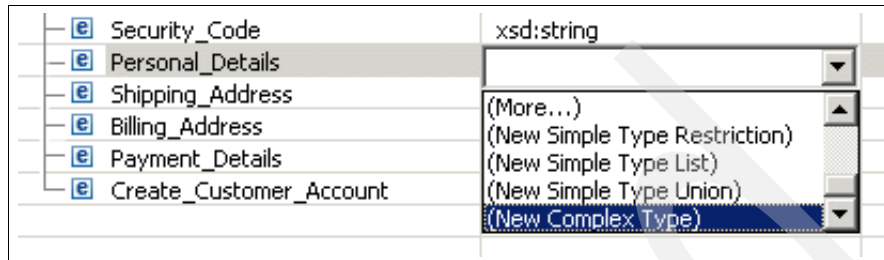 Security_Code xsd:string
Personal_Details
Shipping_Address
(More...)
(New Simple Type Restriction)
Billing_Address
(New Simple Type List)
Payment_Details
(New Simple Type Union)
Create_Customer_Account
(New Complex Type)